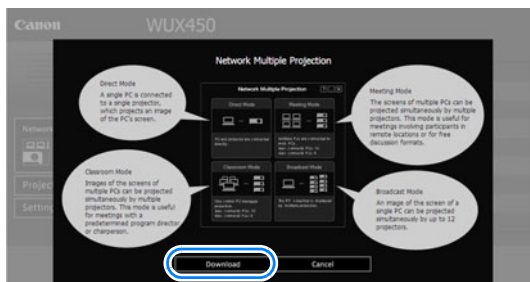 Canon
WUX450
Network Multiple Projection
Direct Mode
A single PC is connected
to a single projector,
which projects an image
of the PC's screen.
Meeting Mode
The screens of multiple PCs can be
projected simultaneously by multiple
projectors. This mode is useful for
meetings involving participants in
remote locations or for free
discussion formats.
Network Multiple Projection
Direct Mode
Meeting Mode
Classroom Mode
Broadcast Mode
Classroom Mode
Images of the screens of
multiple PCs can be projected
simultaneously by multiple
projectors. This mode is useful
for meetings with a
predetermined program director
or charperson.
Broadcast Mode
An image of the screen of a
single PC can be projected
simultaneously by up to 12
projectors.
Network
Projec
Setting
Download
Cancel